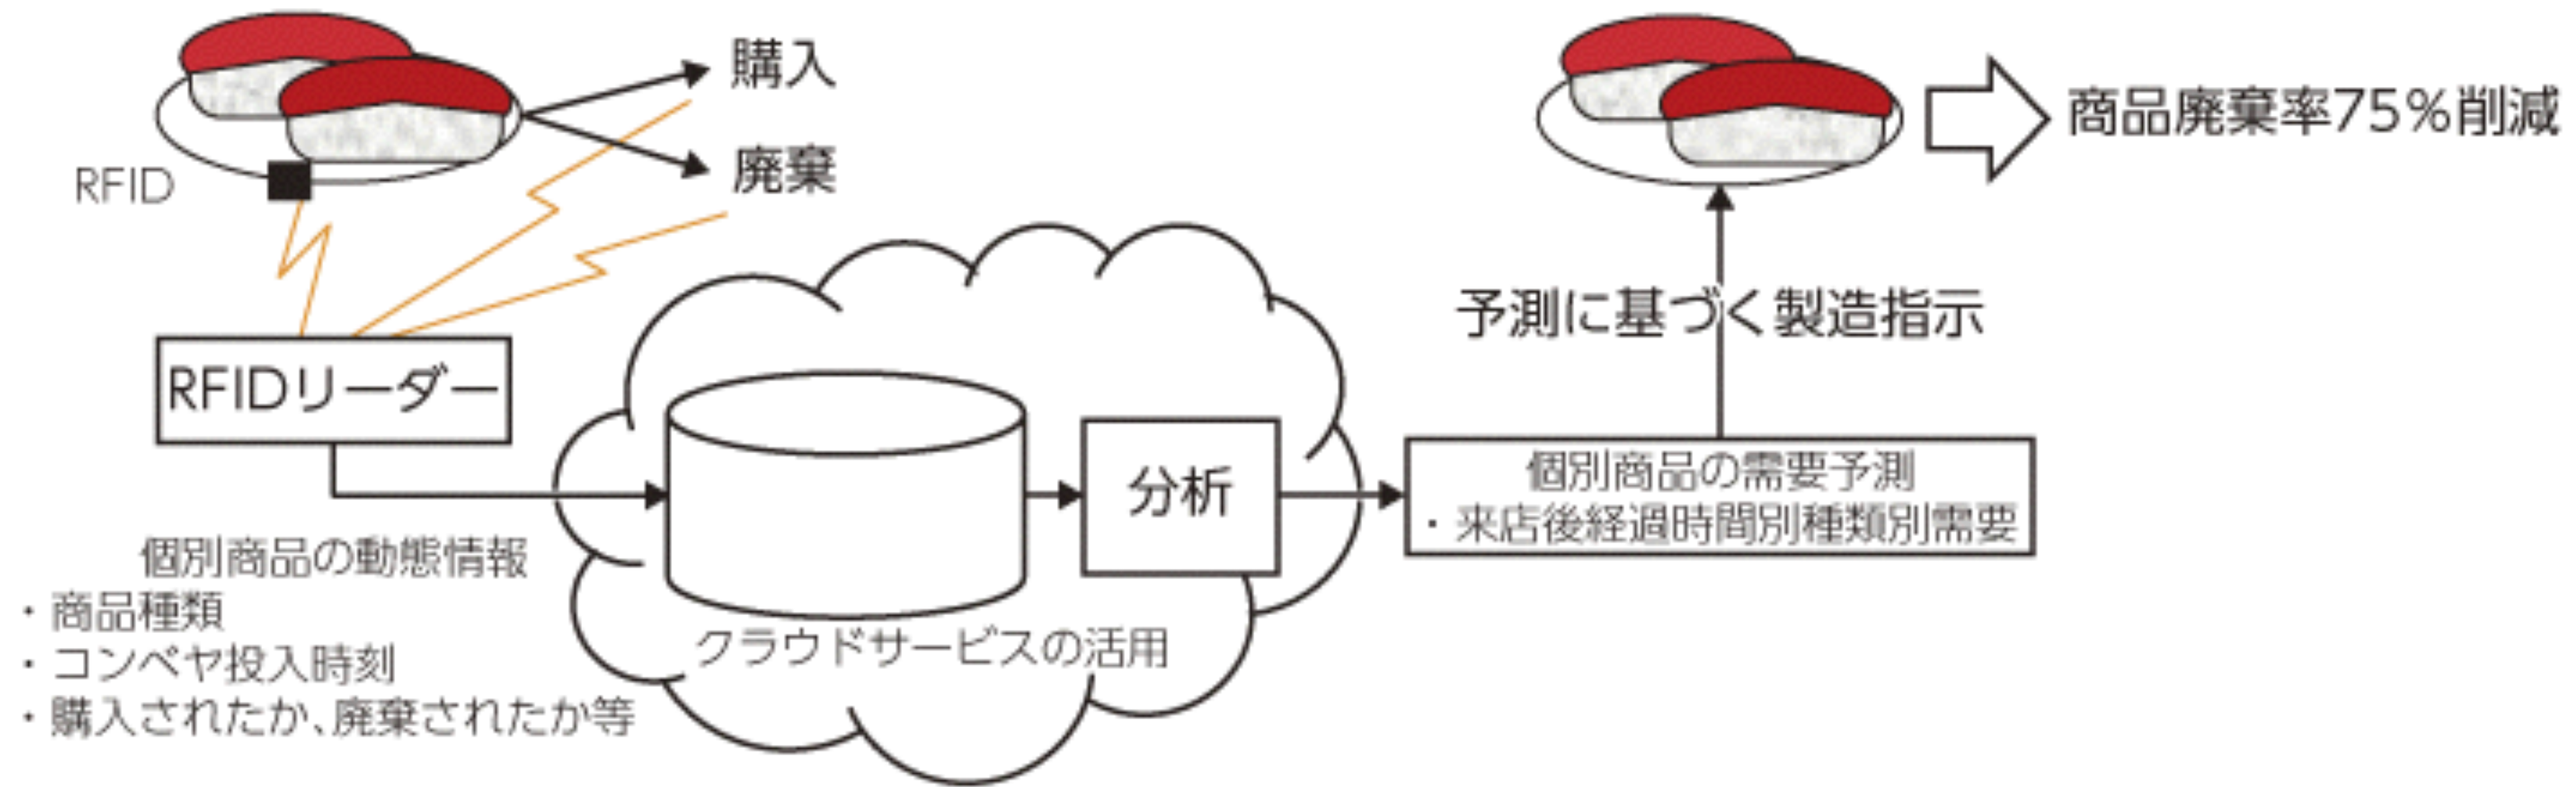 購入
廃棄
RFID
RFIDリーダー
個別商品の動態情報
・商品種類
・コンベヤ投入時刻
・購入されたか、廃棄されたか等
クラウドサービスの活用
分析
個別商品の需要予測
・来店後経過時間別種類別需要
予測に基づく製造指示
商品廃棄率75%削減